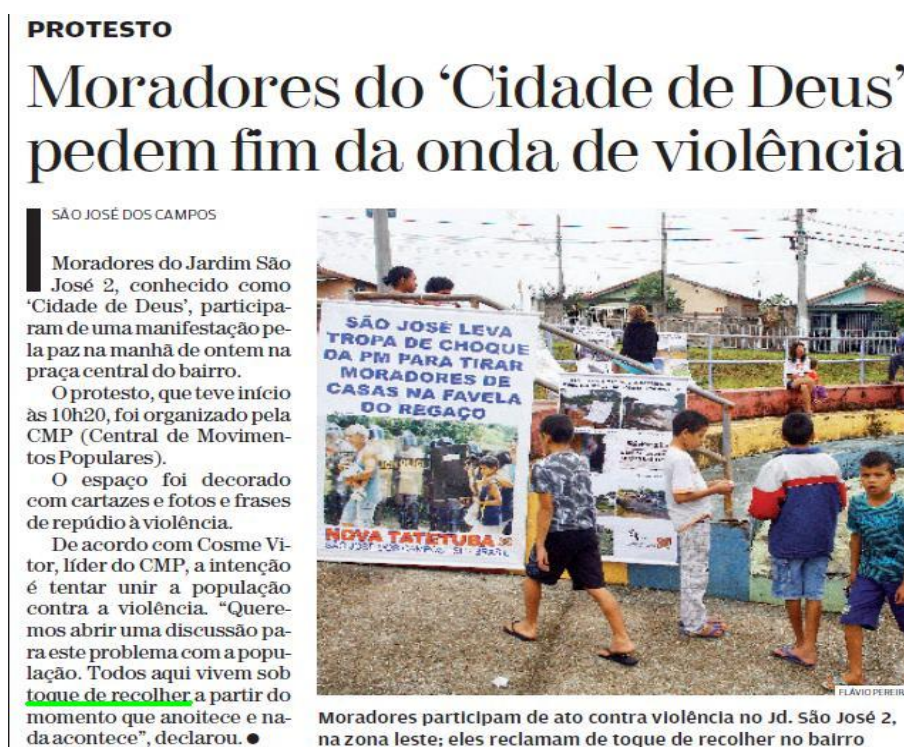 PROTESTO
Moradores do ‘Cidade de Deus’
pedem fim da onda de violência
SÃO JOSÉ DOS CAMPOS
Moradores do Jardim São
José 2, conhecido como
‘Cidade de Deus’, participa-
ram de uma manifestação pe-
la paz na manhã de ontem na
praça central do bairro.
O protesto, que teve início
às 10h20, foi organizado pela
CMP (Central de Movimen-
tos Populares).
O espaço foi decorado
com cartazes e fotos e frases
de repúdio à violência.
De acordo com Cosme Vi-
tor, líder do CMP, a intenção
é tentar unir a população
contra a violência. “Quere-
mos abrir uma discussão pa-
ra este problema com a popu-
lação. Todos aqui vivem sob
toque de recolher a partir do
momento que anoitece e na-
da acontece”, declarou. ●
SÃO JOSÉ LEVA
TROPA DE CHOQUE
DA PM PARA TIRAR
MORADORES DE
CASAS NA FAVELA
DO REGAÇO
NOVA TATETUBA
SÃO JOSÉ DOS CAMPOS BRASIL
FLÁVIO PEREIR
Moradores participam de ato contra violência no Jd. São José 2,
na zona leste; eles reclamam de toque de recolher no bairro